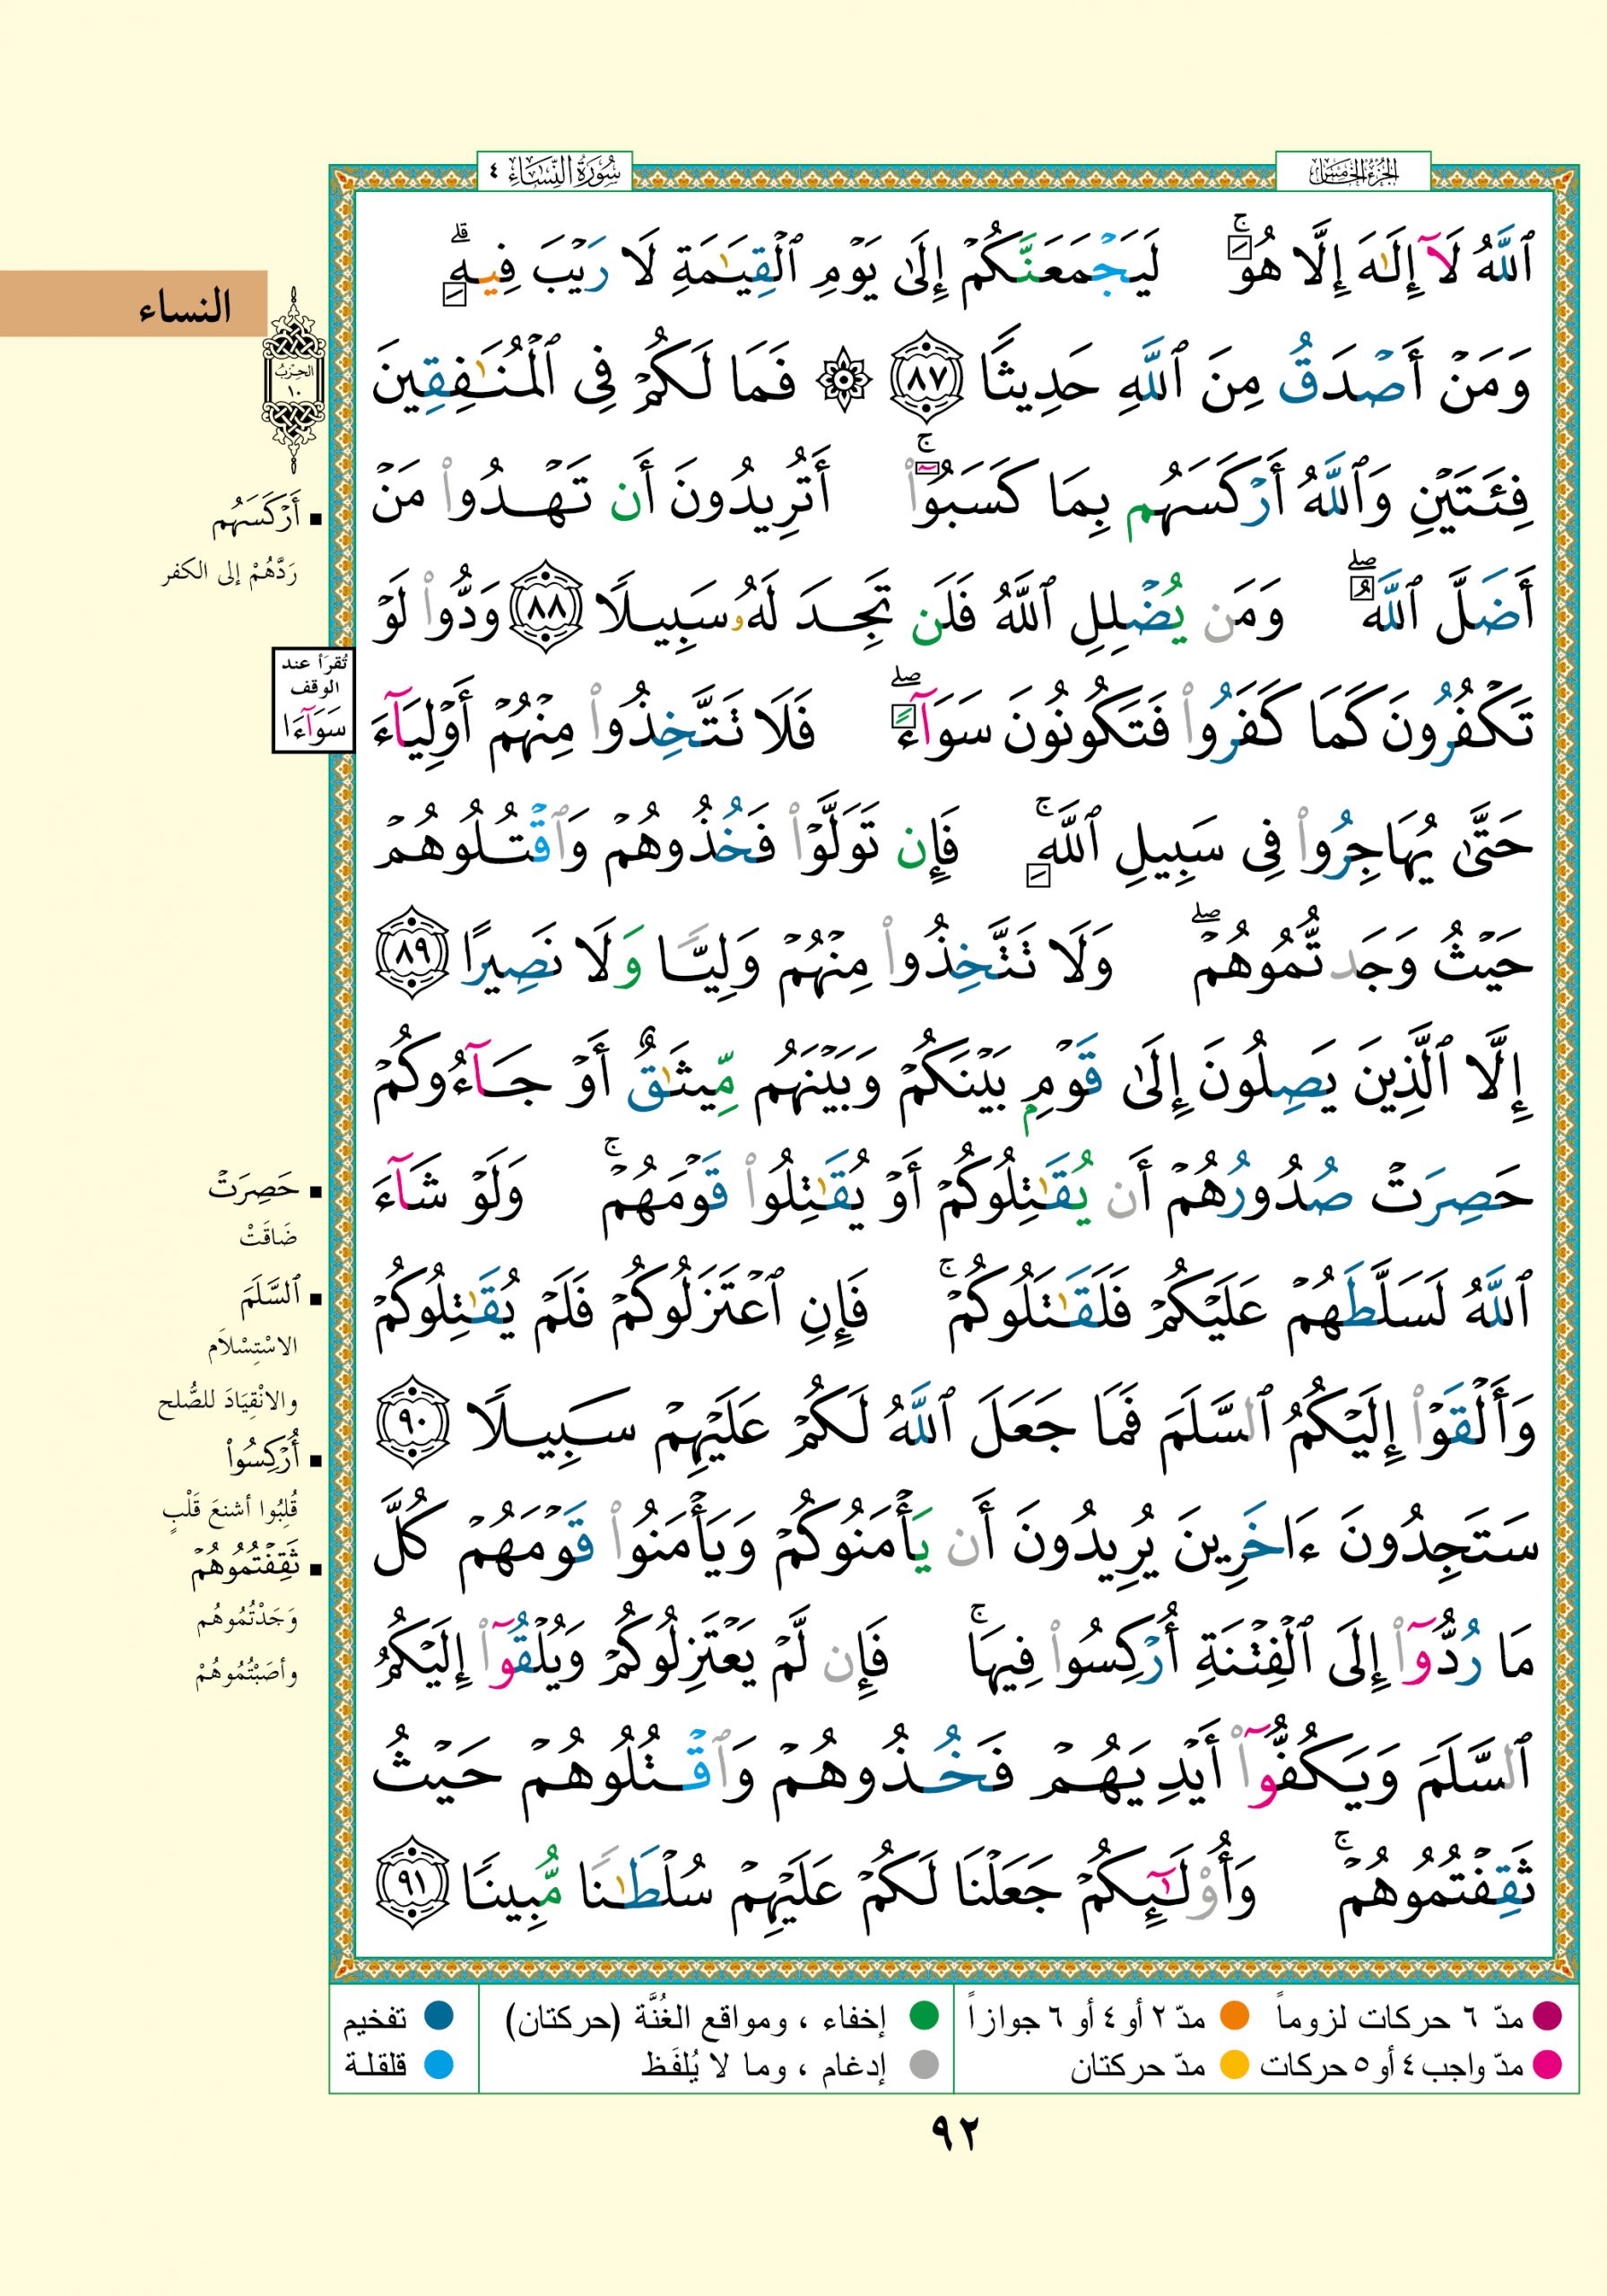 الجزء الخامس
سورة النساء ٤
ٱللَّهُ لَآ إِلَٰهَ إِلَّا هُوَۚ لَيَجۡمَعَنَّكُمۡ إِلَىٰ يَوۡمِ ٱلۡقِيَٰمَةِ لَا رَيۡبَ فِيهِۗ
وَمَنۡ أَصۡدَقُ مِنَ ٱللَّهِ حَدِيثًا ٨٧ ۞ فَمَا لَكُمۡ فِي ٱلۡمُنَٰفِقِينَ
فِئَتَيۡنِ وَٱللَّهُ أَرۡكَسَهُم بِمَا كَسَبُوٓاْۚ أَتُرِيدُونَ أَن تَهۡدُواْ مَنۡ
أَضَلَّ ٱللَّهُۖ وَمَن يُضۡلِلِ ٱللَّهُ فَلَن تَجِدَ لَهُۥ سَبِيلًا ٨٨ وَدُّواْ لَوۡ
تَكۡفُرُونَ كَمَا كَفَرُواْ فَتَكُونُونَ سَوَآءًۖ فَلَا تَتَّخِذُواْ مِنۡهُمۡ أَوۡلِيَآءَ
حَتَّىٰ يُهَاجِرُواْ فِي سَبِيلِ ٱللَّهِۚ فَإِن تَوَلَّوۡاْ فَخُذُوهُمۡ وَٱقۡتُلُوهُمۡ
حَيۡثُ وَجَدتُّمُوهُمۡۖ وَلَا تَتَّخِذُواْ مِنۡهُمۡ وَلِيًّا وَلَا نَصِيرًا ٨٩
إِلَّا ٱلَّذِينَ يَصِلُونَ إِلَىٰ قَوۡمِۭ بَيۡنَكُمۡ وَبَيۡنَهُم مِّيثَٰقٌ أَوۡ جَآءُوكُمۡ
حَصِرَتۡ صُدُورُهُمۡ أَن يُقَٰتِلُوكُمۡ أَوۡ يُقَٰتِلُواْ قَوۡمَهُمۡۚ وَلَوۡ شَآءَ
ٱللَّهُ لَسَلَّطَهُمۡ عَلَيۡكُمۡ فَلَقَٰتَلُوكُمۡۚ فَإِنِ ٱعۡتَزَلُوكُمۡ فَلَمۡ يُقَٰتِلُوكُمۡ
وَأَلۡقَوۡاْ إِلَيۡكُمُ ٱلسَّلَمَ فَمَا جَعَلَ ٱللَّهُ لَكُمۡ عَلَيۡهِمۡ سَبِيلًا ٩٠
سَتَجِدُونَ ءَاخَرِينَ يُرِيدُونَ أَن يَأۡمَنُوكُمۡ وَيَأۡمَنُواْ قَوۡمَهُمۡ كُلَّ
مَا رُدُّوٓاْ إِلَى ٱلۡفِتۡنَةِ أُرۡكِسُواْ فِيهَاۚ فَإِن لَّمۡ يَعۡتَزِلُوكُمۡ وَيُلۡقُوٓاْ إِلَيۡكُمُ
ٱلسَّلَمَ وَيَكُفُّوٓاْ أَيۡدِيَهُمۡ فَخُذُوهُمۡ وَٱقۡتُلُوهُمۡ حَيۡثُ
ثَقِفۡتُمُوهُمۡۚ وَأُوْلَٰٓئِكُمۡ جَعَلۡنَا لَكُمۡ عَلَيۡهِمۡ سُلۡطَٰنًا مُّبِينًا ٩١
النساء
الحزب
١٠
أَرۡكَسَهُم
رَدَّهُمْ إلى الكفر
تُقرَأ عند
الوقف
سَوَآءَا
حَصِرَتۡ
ضَاقَتْ
ٱلسَّلَمَ
الاسْتِسْلَام
والانْقِيَادَ للصُّلح
أُرۡكِسُواْ
قُلِبُوا أشنعَ قَلْبٍ
ثَقِفۡتُمُوهُمۡ
وَجَدْتُمُوهُم
وأصَبْتُمُوهُمْ
مدّ ٦ حركات لزوماً مدّ ٢ أو ٤ أو ٦ جوازاً إخفاء ، ومواقع الغُنَّة (حركتان) تفخيم
مدّ واجب ٤ أو ٥ حركات مدّ حركتان إدغام ، وما لا يُلفَظ قلقلة
٩٢